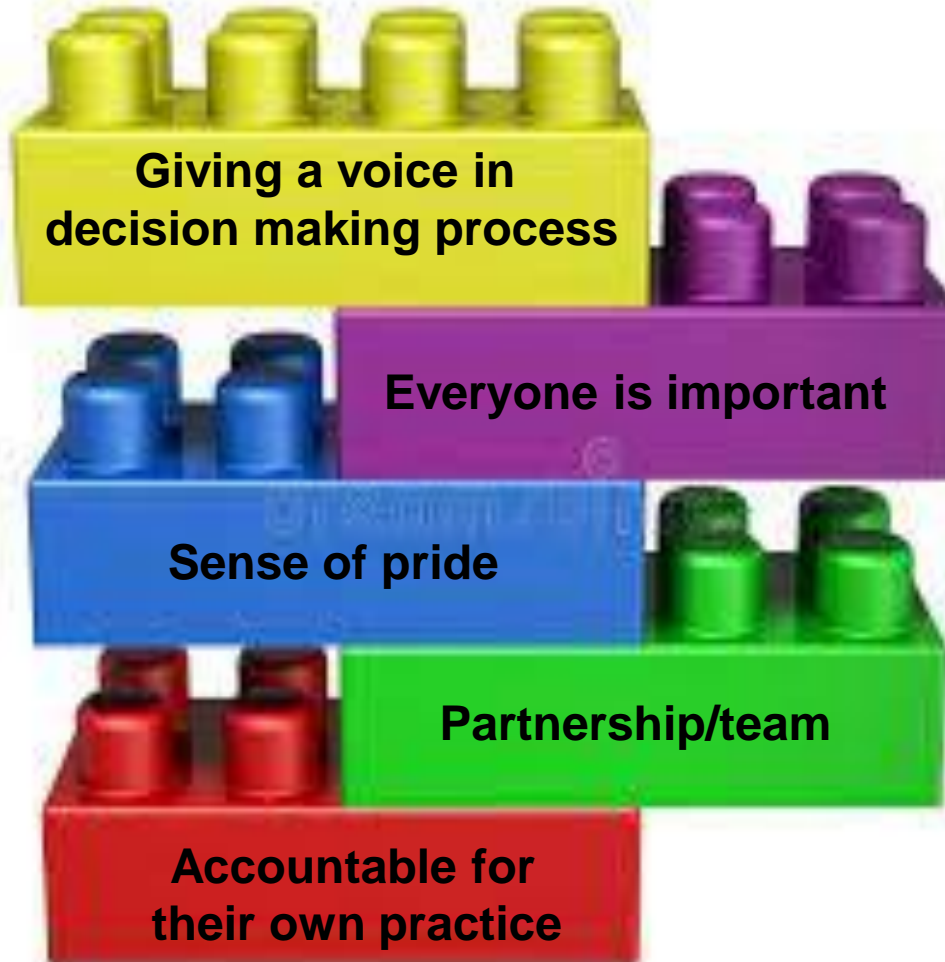 Giving a voice in
decision making process
Everyone is important
Sense of pride
Partnership/team
Accountable for
their own practice